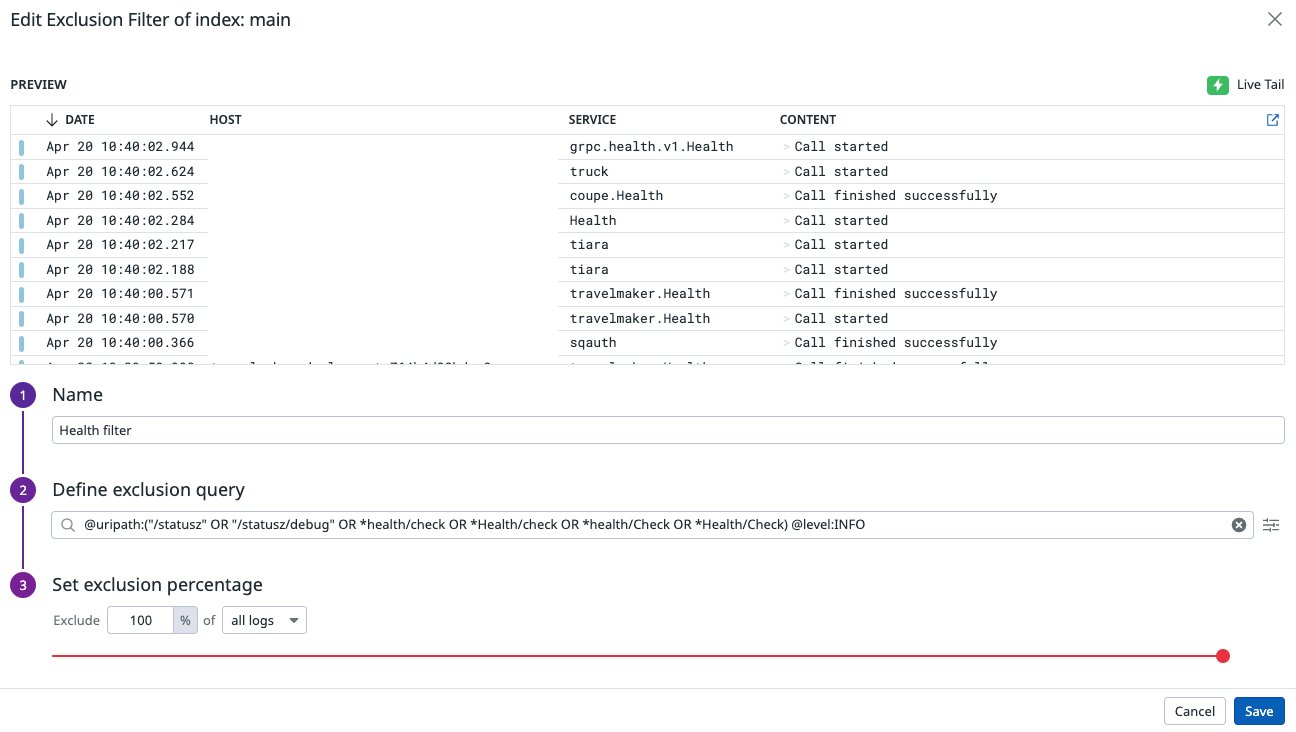 Edit Exclusion Filter of index: main
PREVIEW
Live Tail
DATE HOST SERVICE CONTENT
Apr 20 10:40:02.944 grpc.health.v1.Health > Call started
Apr 20 10:40:02.624 truck > Call started
Apr 20 10:40:02.552 coupe.Health > Call finished successfully
Apr 20 10:40:02.284 Health > Call started
Apr 20 10:40:02.217 tiara > Call started
Apr 20 10:40:02.188 tiara > Call started
Apr 20 10:40:00.571 travelmaker.Health > Call finished successfully
Apr 20 10:40:00.570 travelmaker.Health > Call started
Apr 20 10:40:00.366 sqauth > Call finished successfully
1 Name
Health filter
2 Define exclusion query
@uripath:("/statusz" OR "/statusz/debug" OR *health/check OR *Health/check OR *health/Check OR *Health/Check) @level:INFO
3 Set exclusion percentage
Exclude 100 % of all logs
Cancel Save